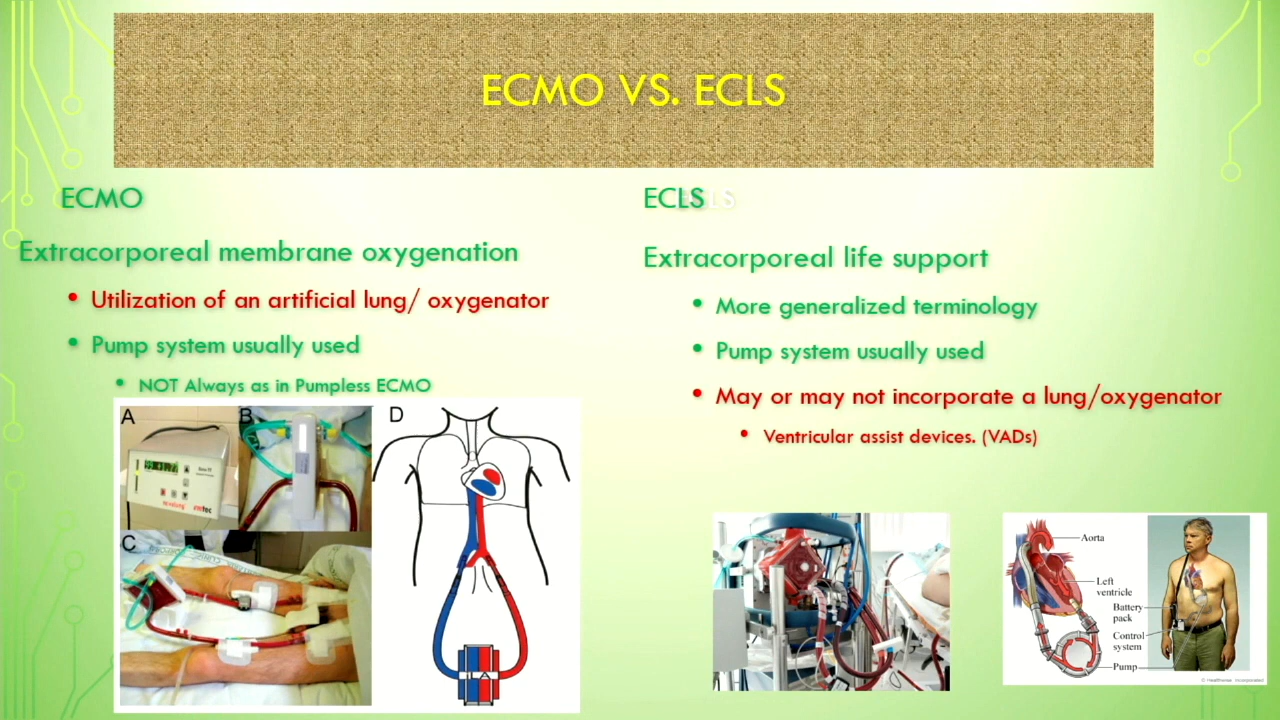 ECMO VS. ECLS
ECMO
Extracorporeal membrane oxygenation
• Utilization of an artificial lung/ oxygenator
• Pump system usually used
• NOT Always as in Pumpless ECMO
A
B
C
D
A
ECLS
Extracorporeal life support
• More generalized terminology
• Pump system usually used
• May or may not incorporate a lung/oxygenator
• Ventricular assist devices. (VADs)
Aorta
Left
ventricle
Battery
pack
Control
system
Pump
© Healthwise, Incorporated